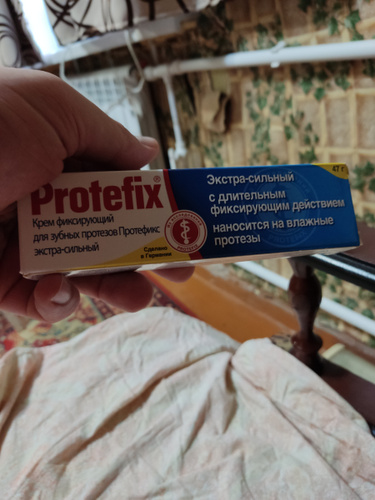 Protefix®
Крем фиксирующий
для зубных протезов Протефикс
экстра-сильный
Сделано
в Германии
Экстра-сильный
с длительным
фиксирующим действием
наносится на влажные
протезы
47 г